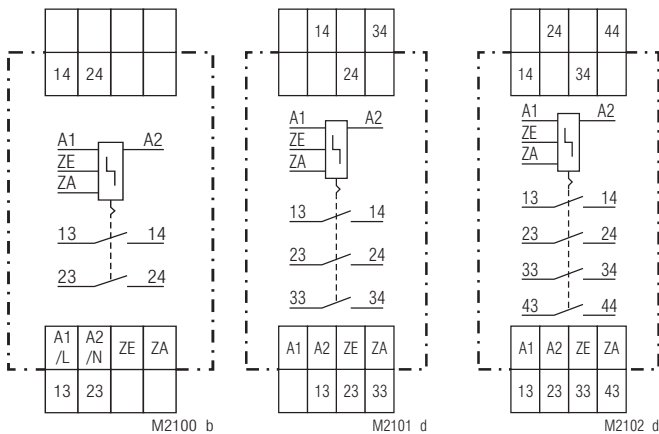 14 24
A1 A2
ZE
ZA
13 14
23 24
A1/L A2/N ZE ZA
13 23
M2100_b
14 34
24
A1 A2
ZE
ZA
13 14
23 24
33 34
A1 A2 ZE ZA
13 23 33
M2101_d
24 44
14 34
A1 A2
ZE
ZA
13 14
23 24
33 34
43 44
A1 A2 ZE ZA
13 23 33 43
M2102_d